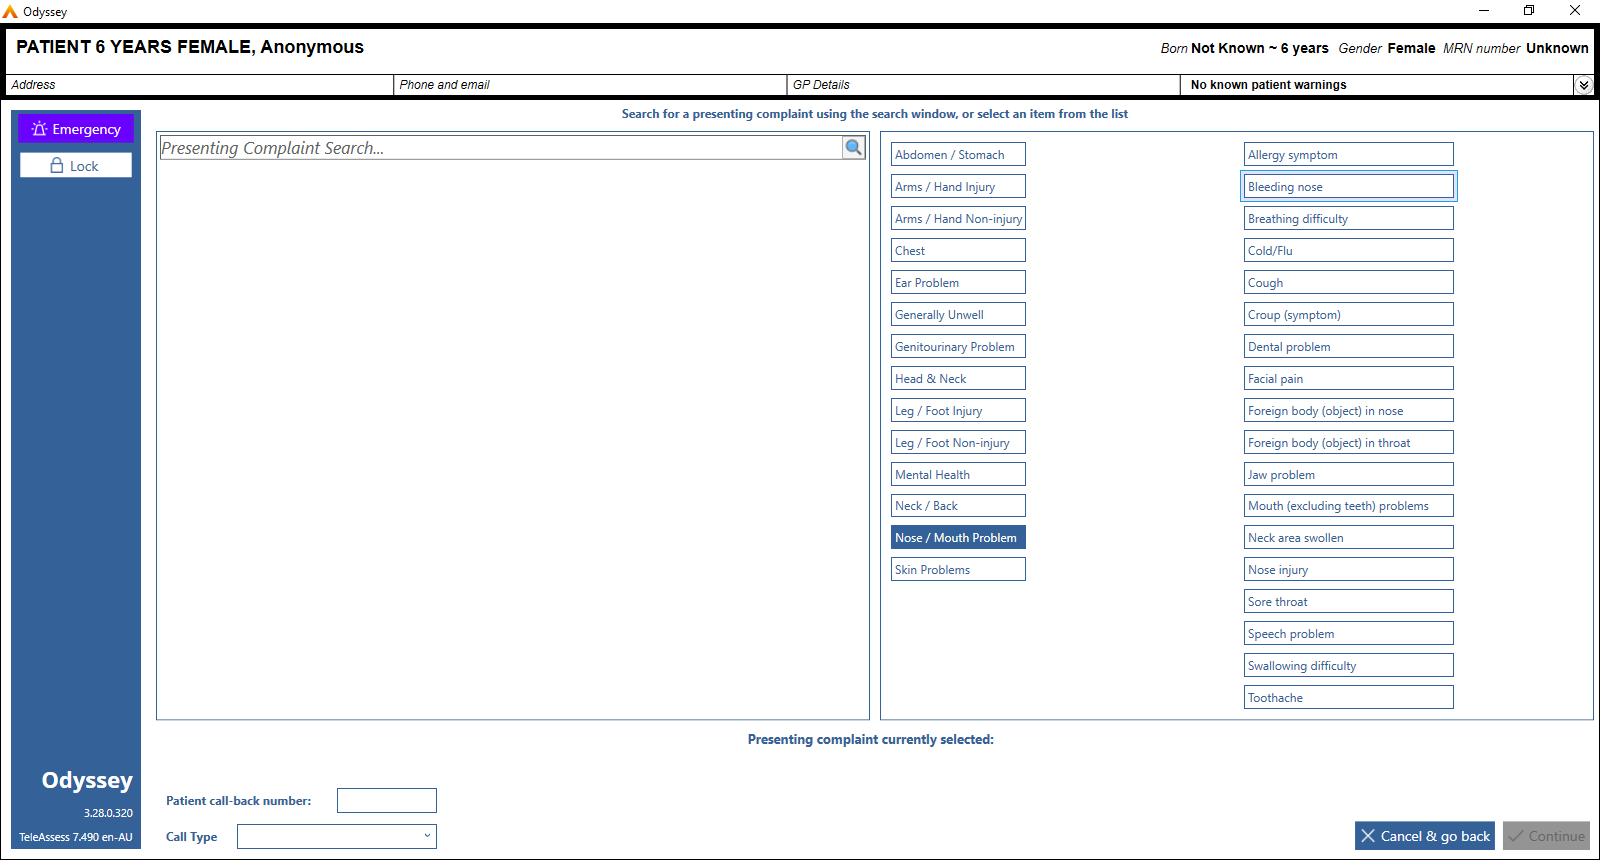 Odyssey
PATIENT 6 YEARS FEMALE, Anonymous
Born Not Known ~ 6 years Gender Female MRN number Unknown
Address
Phone and email
GP Details
No known patient warnings
Emergency
Lock
Search for a presenting complaint using the search window, or select an item from the list
Presenting Complaint Search...
Abdomen / Stomach
Arms / Hand Injury
Arms / Hand Non-injury
Chest
Ear Problem
Generally Unwell
Genitourinary Problem
Head & Neck
Leg / Foot Injury
Leg / Foot Non-injury
Mental Health
Neck / Back
Nose / Mouth Problem
Skin Problems
Allergy symptom
Bleeding nose
Breathing difficulty
Cold/Flu
Cough
Croup (symptom)
Dental problem
Facial pain
Foreign body (object) in nose
Foreign body (object) in throat
Jaw problem
Mouth (excluding teeth) problems
Neck area swollen
Nose injury
Sore throat
Speech problem
Swallowing difficulty
Toothache
Presenting complaint currently selected:
Odyssey
3.28.0.320
TeleAssess 7.490 en-AU
Patient call-back number:
Call Type
Cancel & go back
Continue